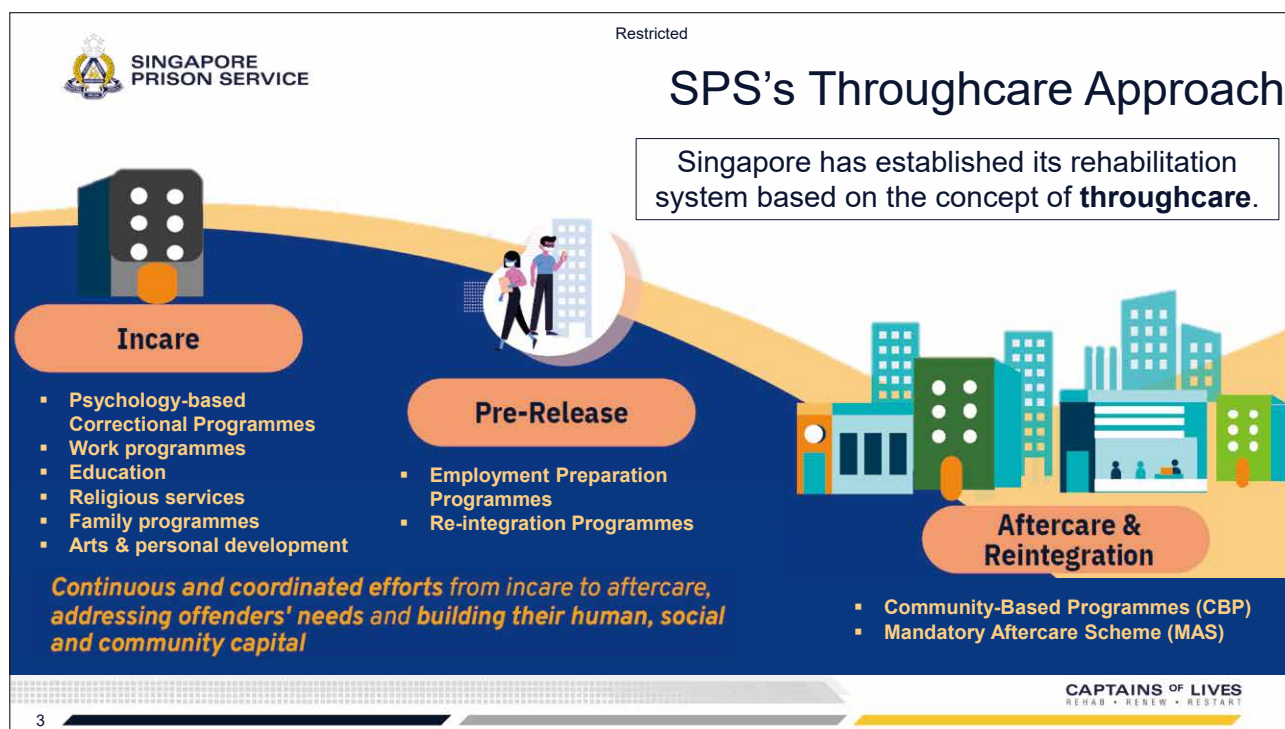 Restricted
SINGAPORE
PRISON SERVICE
SPS’s Throughcare Approach
Singapore has established its rehabilitation
system based on the concept of throughcare.
Incare
▪ Psychology-based
Correctional Programmes
▪ Work programmes
▪ Education
▪ Religious services
▪ Family programmes
▪ Arts & personal development
Pre-Release
▪ Employment Preparation
Programmes
▪ Re-integration Programmes
Aftercare &
Reintegration
▪ Community-Based Programmes (CBP)
▪ Mandatory Aftercare Scheme (MAS)
Continuous and coordinated efforts from incare to aftercare,
addressing offenders' needs and building their human, social
and community capital
CAPTAINS OF LIVES
REHAB • RENEW • RESTART
3